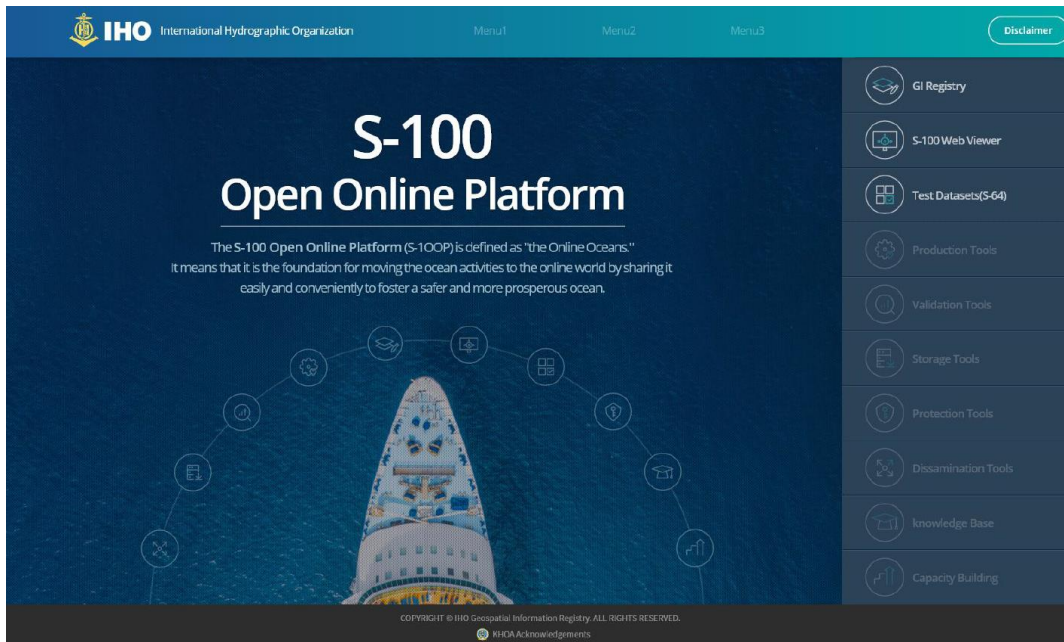 IHO International Hydrographic Organization
Menu1
Menu2
Menu3
Disclaimer
S-100
Open Online Platform
The S-100 Open Online Platform (S-1OOP) is defined as "the Online Oceans."
It means that it is the foundation for moving the ocean activities to the online world by sharing it
easily and conveniently to foster a safer and more prosperous ocean.
GI Registry
S-100 Web Viewer
Test Datasets(S-64)
Production Tools
Validation Tools
Storage Tools
Protection Tools
Dissamination Tools
knowledge Base
Capacity Building
COPYRIGHT © IHO Geospatial Information Registry. ALL RIGHTS RESERVED.
KHOA Acknowledgements